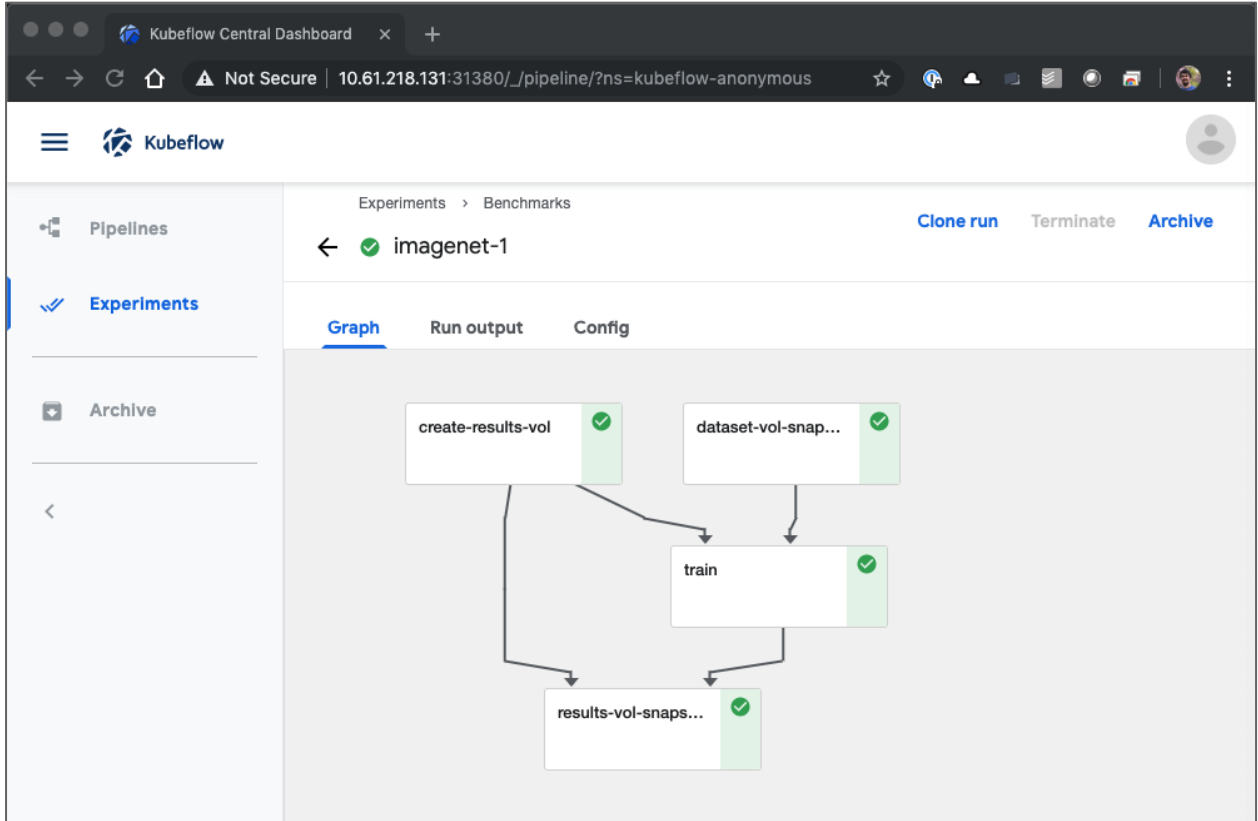 Kubeflow Central Dashboard
Not Secure | 10.61.218.131:31380/_/pipeline/?ns=kubeflow-anonymous
Kubeflow
Pipelines
Experiments
Archive
Experiments > Benchmarks
imagenet-1
Clone run
Terminate
Archive
Graph
Run output
Config
create-results-vol
dataset-vol-snap...
train
results-vol-snaps...